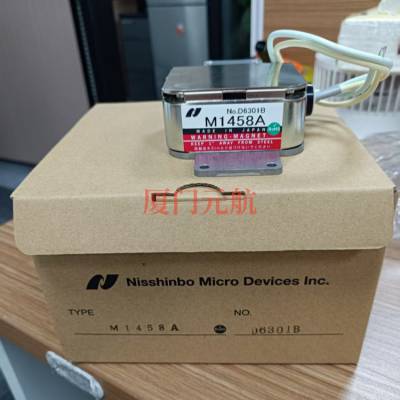 No.D6301B
M1458A
MADE IN JAPAN
WARNING-MAGNET
KEEP 1" AWAY FROM STEEL
厦门元航
Nisshinbo Micro Devices Inc.
TYPE
NO.
M1458A
D6301B